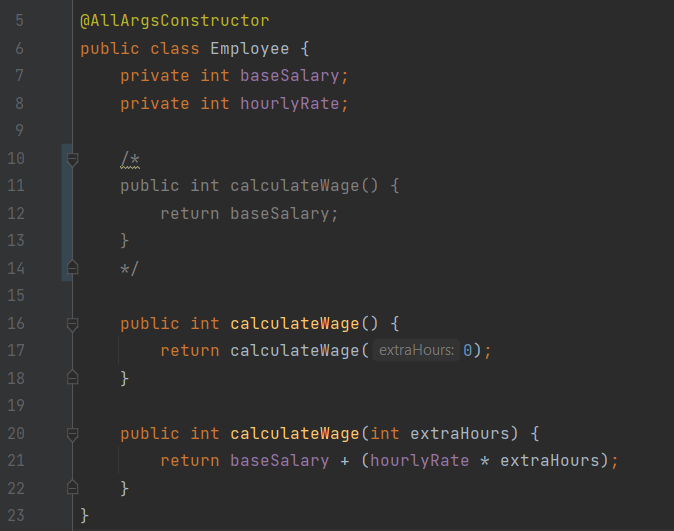 5 @AllArgsConstructor
6 public class Employee {
7     private int baseSalary;
8     private int hourlyRate;
9
10     /*
11     public int calculateWage() {
12         return baseSalary;
13     }
14     */
15
16     public int calculateWage() {
17         return calculateWage( extraHours: 0);
18     }
19
20     public int calculateWage(int extraHours) {
21         return baseSalary + (hourlyRate * extraHours);
22     }
23 }